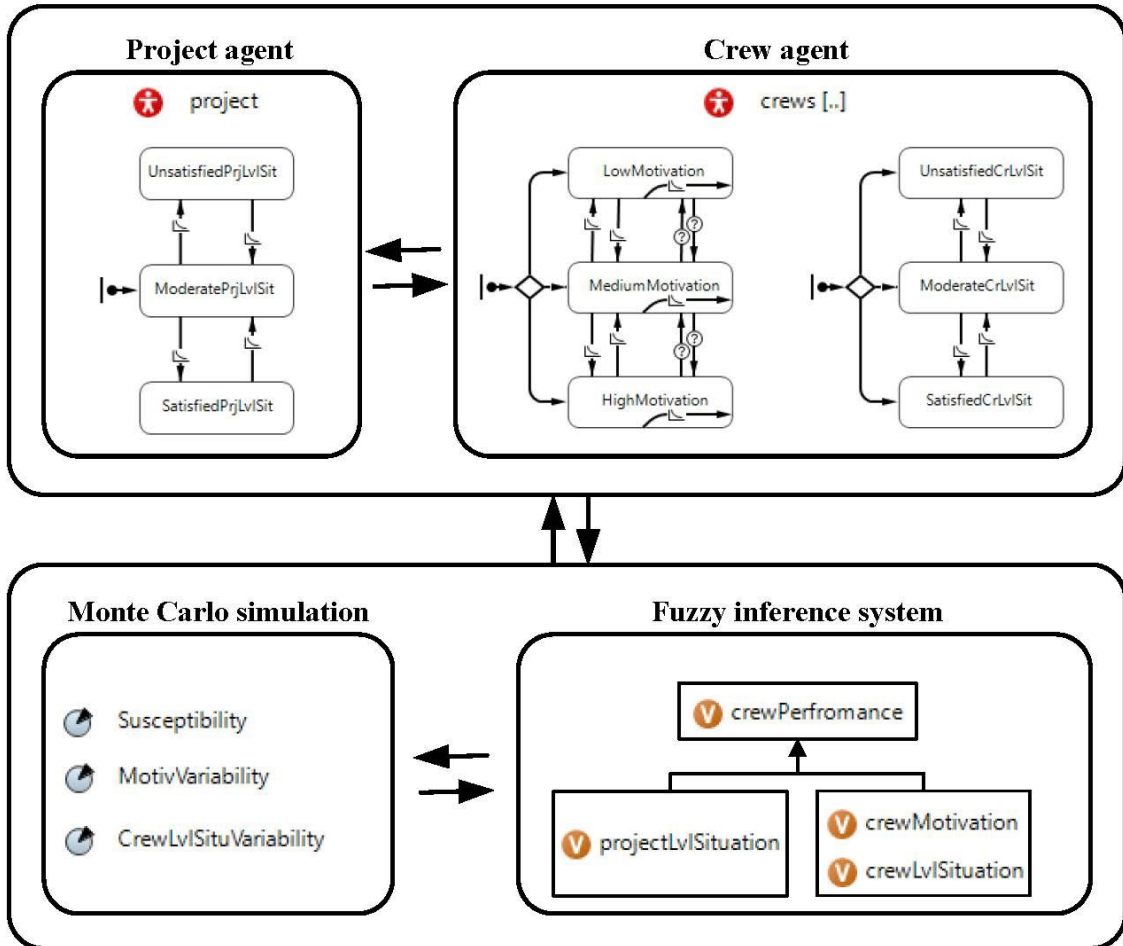 Project agent
project
UnsatisfiedPrjLvlSit
ModeratePrjLvlSit
SatisfiedPrjLvlSit
Crew agent
crews [..]
LowMotivation
? ?
MediumMotivation
? ?
HighMotivation
UnsatisfiedCrLvlSit
ModerateCrLvlSit
SatisfiedCrLvlSit
Monte Carlo simulation
Susceptibility
MotivVariability
CrewLvlSituVariability
Fuzzy inference system
V crewPerfromance
V projectLvlSituation
V crewMotivation
V crewLvlSituation